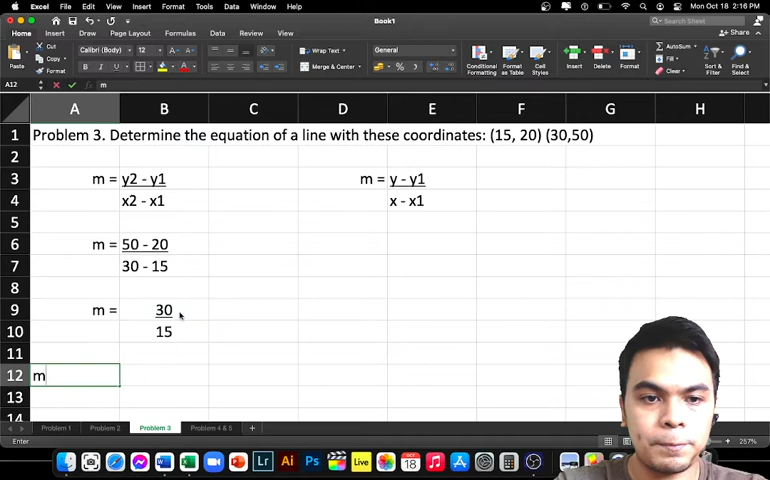 Excel File Edit View Insert Format Tools Data Window Help Mon Oct 18 2:16 PM
Book1
Search Sheet
Home Insert Draw Page Layout Formulas Data Review View
Share
Paste Cut Copy Format
Calibri (Body) 12
Wrap Text Merge & Center
General
Conditional Formatting Format as Table Cell Styles
Insert Delete Format
AutoSum Fill Clear
Sort & Filter Find & Select
A12 m
A B C D E F G H
1 Problem 3. Determine the equation of a line with these coordinates: (15, 20) (30,50)
2
3 m = y2 - y1 m = y - y1
4 x2 - x1 x - x1
5
6 m = 50 - 20
7 30 - 15
8
9 m = 30
10 15
11
12 m
13
14
Problem 1 Problem 2 Problem 3 Problem 4 & 5 +
Enter 257%